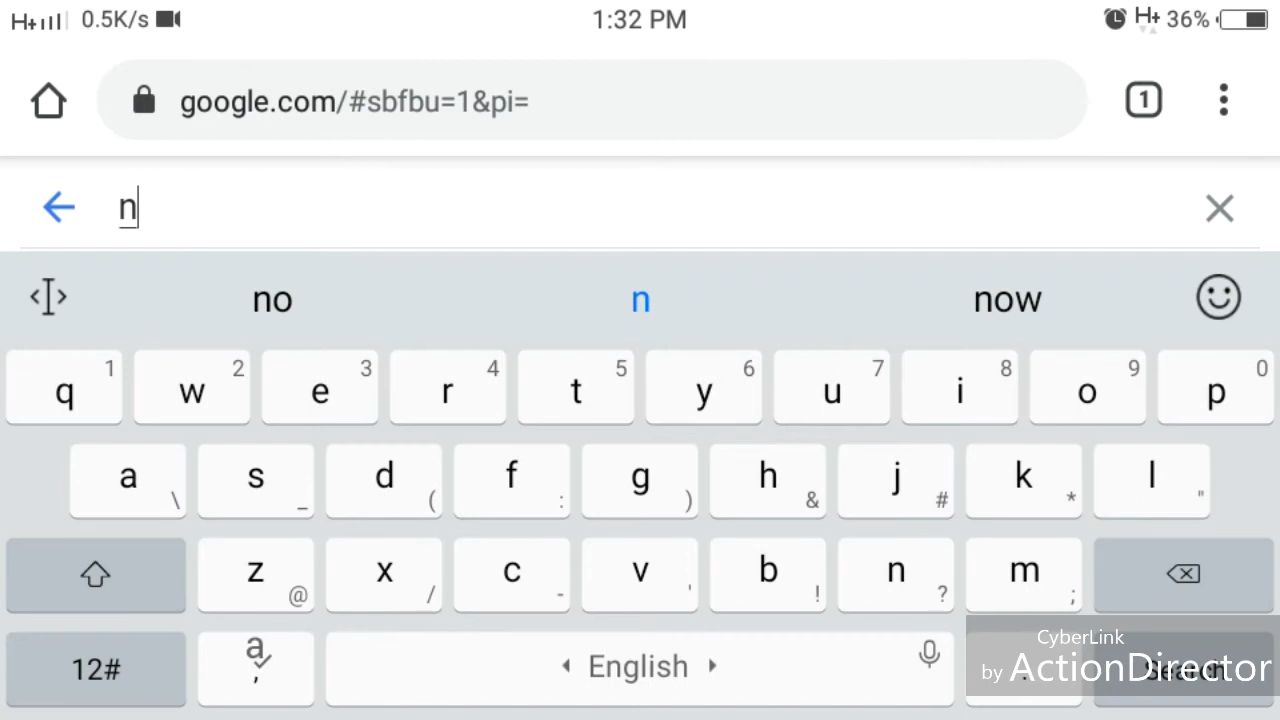 H+ 0.5K/s 1:32 PM H+ 36%
google.com/#sbfbu=1&pi= 1
n
no n now
1 2 3 4 5 6 7 8 9 0
q w e r t y u i o p
a s d f g h j k l
\ _ ( : ) & # * "
z x c v b n m
@ / - ' ! ? ;
12# a , English . Search
CyberLink
by ActionDirector